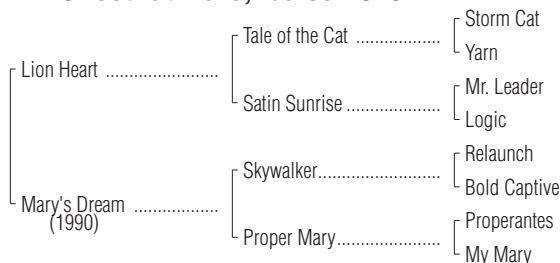 Storm Cat
Tale of the Cat ....................
Yarn
Lion Heart ..........................
Mr. Leader
Satin Sunrise ......................
Logic
Relaunch
Skywalker...........................
Bold Captive
Mary's Dream ...................
(1990)
Properantes
Proper Mary........................
My Mary